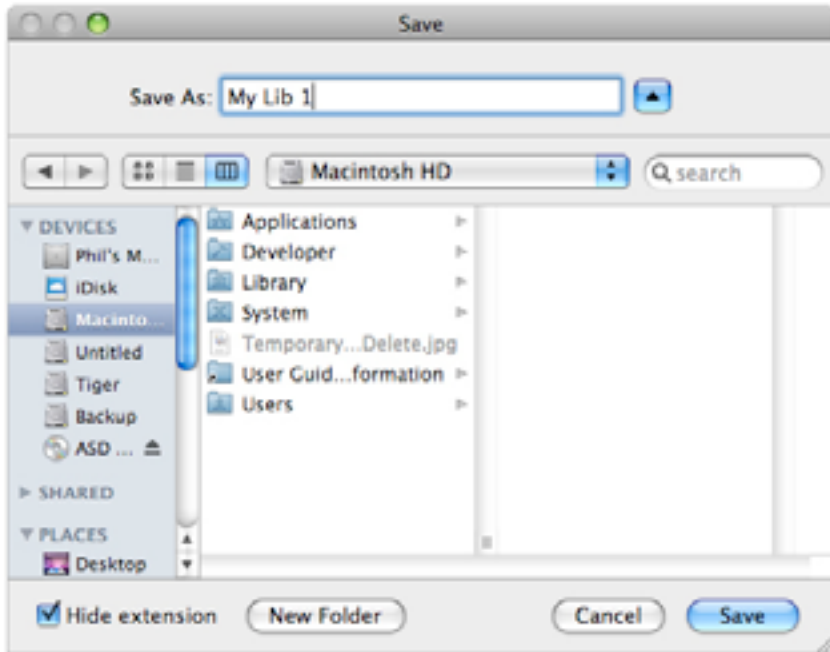 Save
Save As: My Lib 1
Macintosh HD
search
DEVICES
Phil's M...
iDisk
Macinto...
Untitled
Tiger
Backup
ASD ...
SHARED
PLACES
Desktop
Applications
Developer
Library
System
Temporary...Delete.jpg
User Guid...formation
Users
Hide extension
New Folder
Cancel
Save